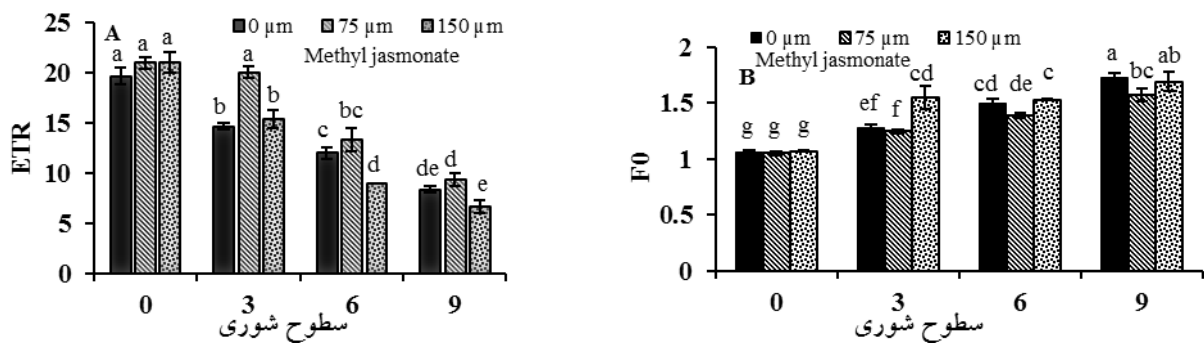 A
0 µm 75 µm 150 µm
Methyl jasmonate
ETR
25
20
15
10
5
0
a a a
b a b
c bc d
de d e
0 3 6 9
سطوح شوری
B
0 µm 75 µm 150 µm
Methyl jasmonate
F0
2
1.5
1
0.5
0
g g g
ef f cd
cd de c
a bc ab
0 3 6 9
سطوح شوری